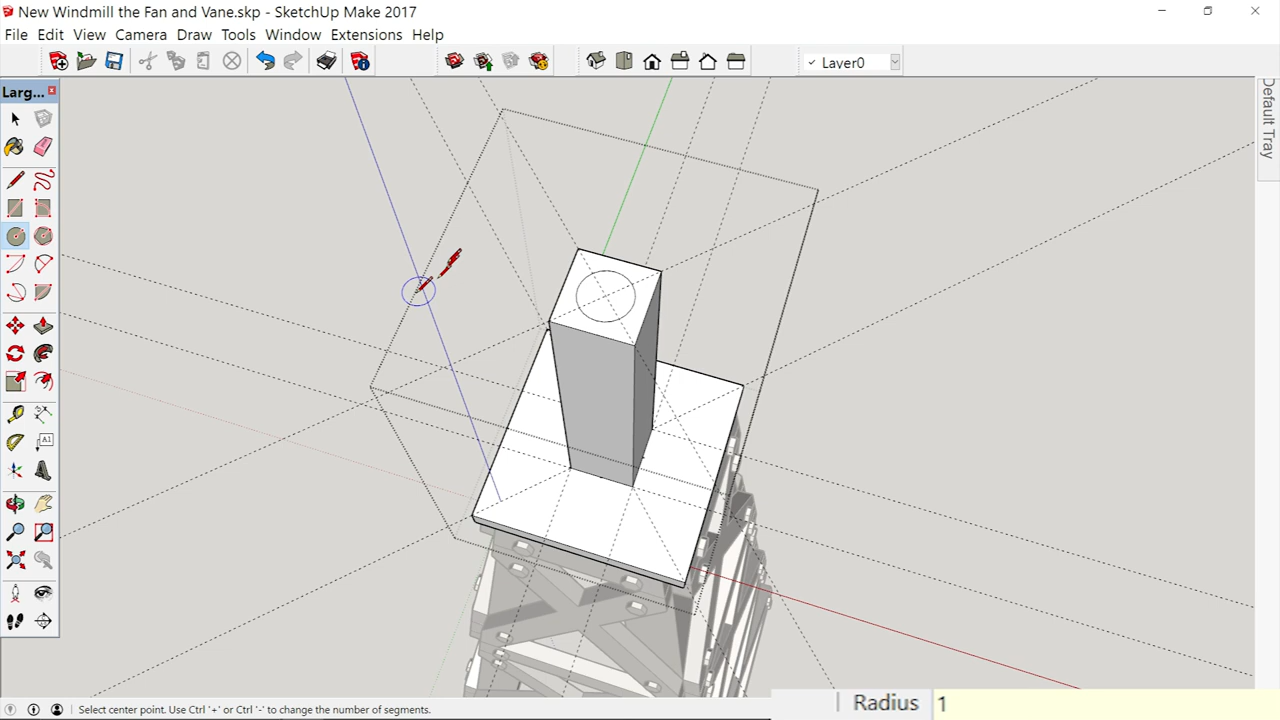 New Windmill the Fan and Vane.skp - SketchUp Make 2017
File Edit View Camera Draw Tools Window Extensions Help
✓ Layer0
Larg...
Default Tray
A1
Select center point. Use Ctrl '+' or Ctrl '-' to change the number of segments.
Radius 1